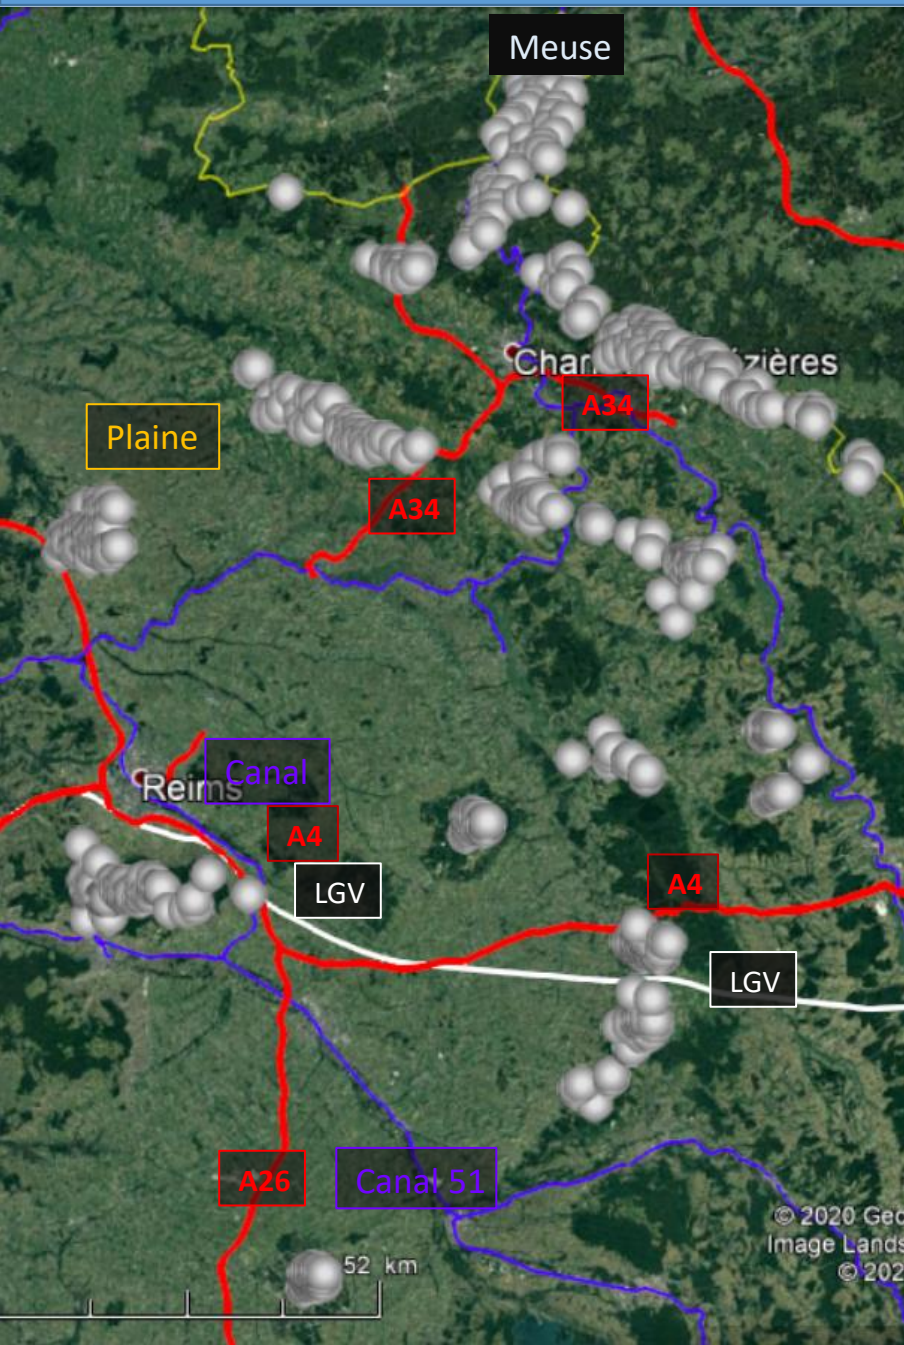 Meuse
Char zières
A34
Plaine
A34
Canal
Reims
A4
LGV
A4
LGV
A26
Canal 51
© 2020 Geo
Image Lands
© 202
52 km